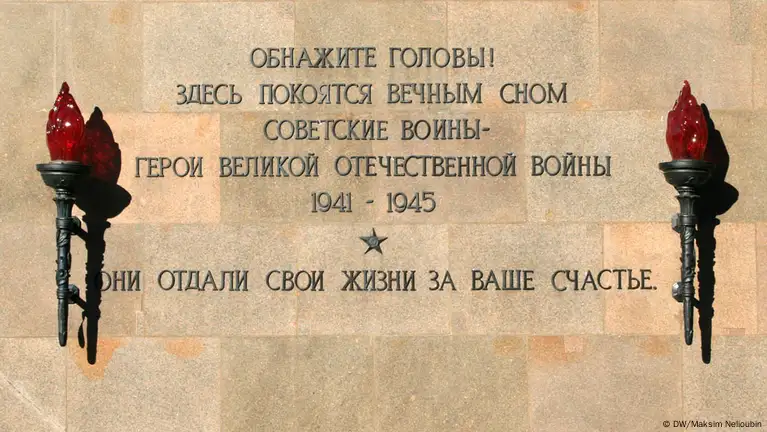 ОБНАЖИТЕ ГОЛОВЫ!
ЗДЕСЬ ПОКОЯТСЯ ВЕЧНЫМ СНОМ
СОВЕТСКИЕ ВОИНЫ-
ГЕРОИ ВЕЛИКОЙ ОТЕЧЕСТВЕННОЙ ВОЙНЫ
1941 - 1945
ОНИ ОТДАЛИ СВОИ ЖИЗНИ ЗА ВАШЕ СЧАСТЬЕ.
© DW/Maksim Nelioubin